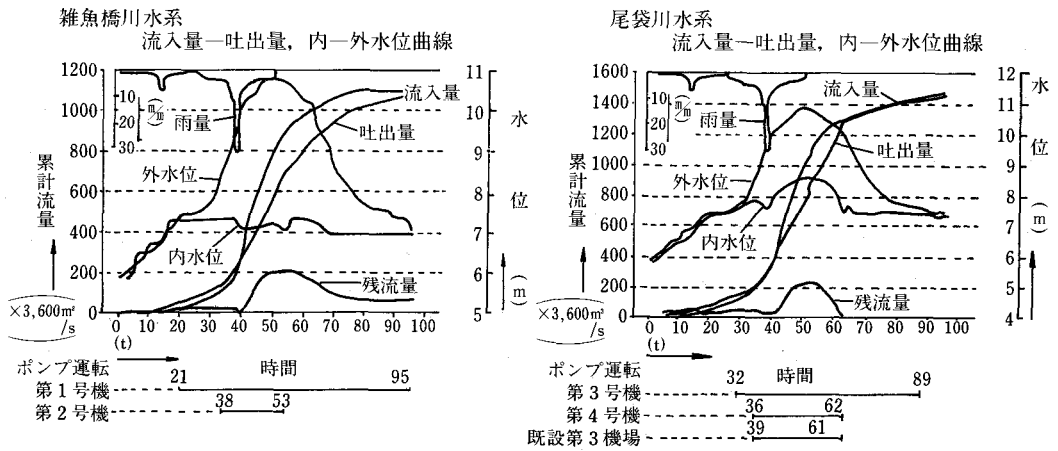 雑魚橋川水系
流入量―吐出量，内―外水位曲線
1200
1000
800
600
400
200
0
累計流量
×3,600m³/s
10
20
30
(m/m)
雨量
外水位
内水位
流入量
吐出量
残流量
11
10
9
8
7
6
5
水位
(m)
0 10 20 30 40 50 60 70 80 90 100
(t)
時間
ポンプ運転
第1号機 21 95
第2号機 38 53
尾袋川水系
流入量―吐出量，内―外水位曲線
1600
1400
1200
1000
800
600
400
200
0
累計流量
×3,600m³/s
10
20
30
(m/m)
雨量
外水位
内水位
流入量
吐出量
残流量
12
11
10
9
8
7
6
5
4
水位
(m)
0 10 20 30 40 50 60 70 80 90 100
(t)
時間
ポンプ運転
第3号機 32 89
第4号機 36 62
既設第3機場 39 61